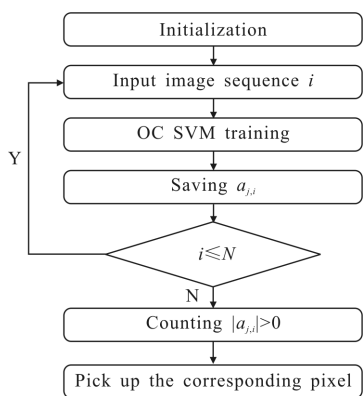 Initialization
Input image sequence i
OC SVM training
Y
Saving a_{j,i}
i≤N
N
Counting |a_{j,i}|>0
Pick up the corresponding pixel